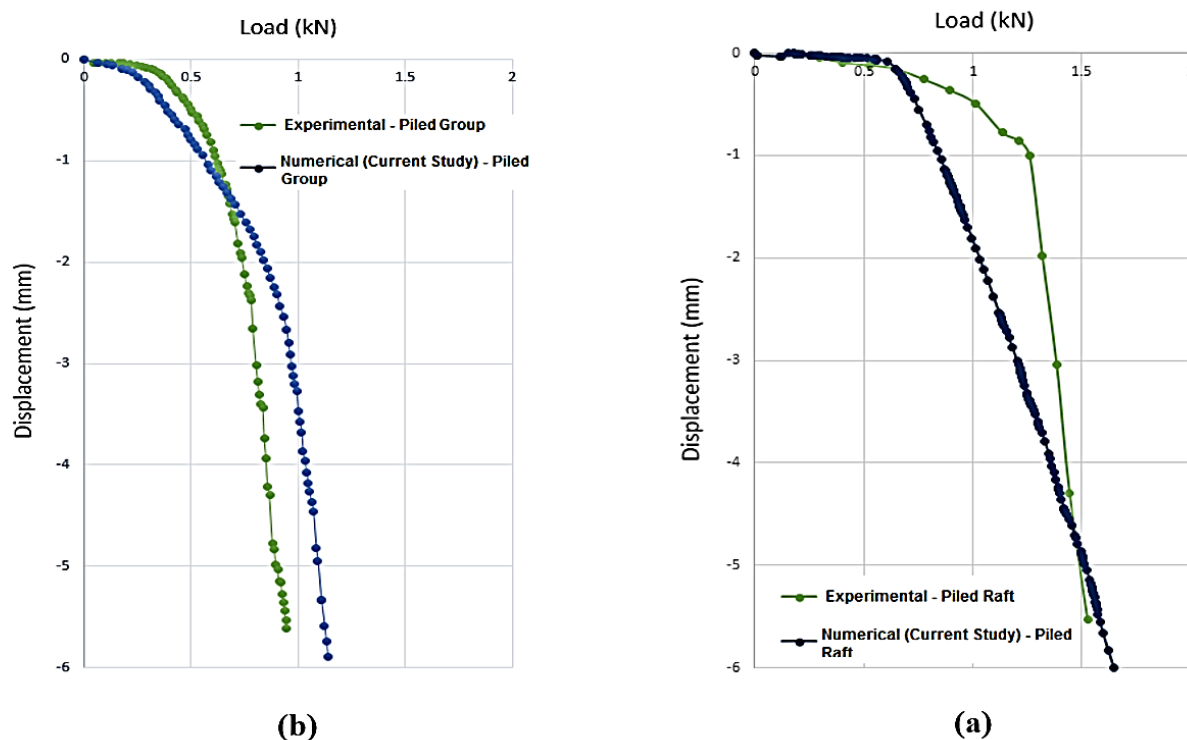 Load (kN)
0
0
0.5
1
1.5
2
Experimental - Piled Group
-1
Numerical (Current Study) - Piled
Group
-2
Displacement (mm)
-3
-4
-5
-6
(b)
Load (kN)
0
0
0.5
1
1.5
-1
-2
Displacement (mm)
-3
-4
-5
Experimental - Piled Raft
Numerical (Current Study) - Piled
Raft
-6
(a)